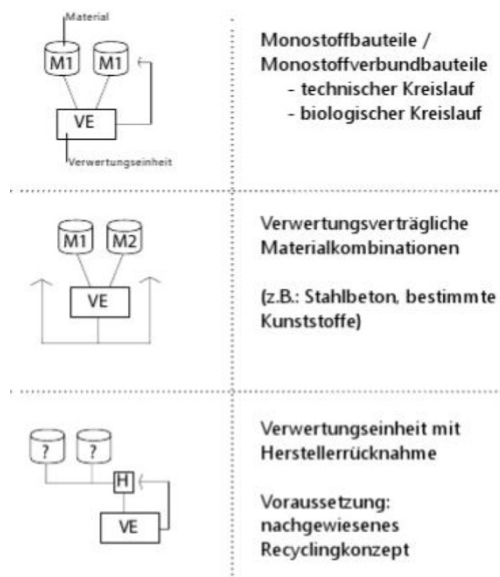 Material
M1 M1
VE
Verwertungseinheit
Monostoffbauteile /
Monostoffverbundbauteile
- technischer Kreislauf
- biologischer Kreislauf
M1 M2
VE
Verwertungsverträgliche
Materialkombinationen
(z.B.: Stahlbeton, bestimmte
Kunststoffe)
? ?
H
VE
Verwertungseinheit mit
Herstellerrücknahme
Voraussetzung:
nachgewiesenes
Recyclingkonzept